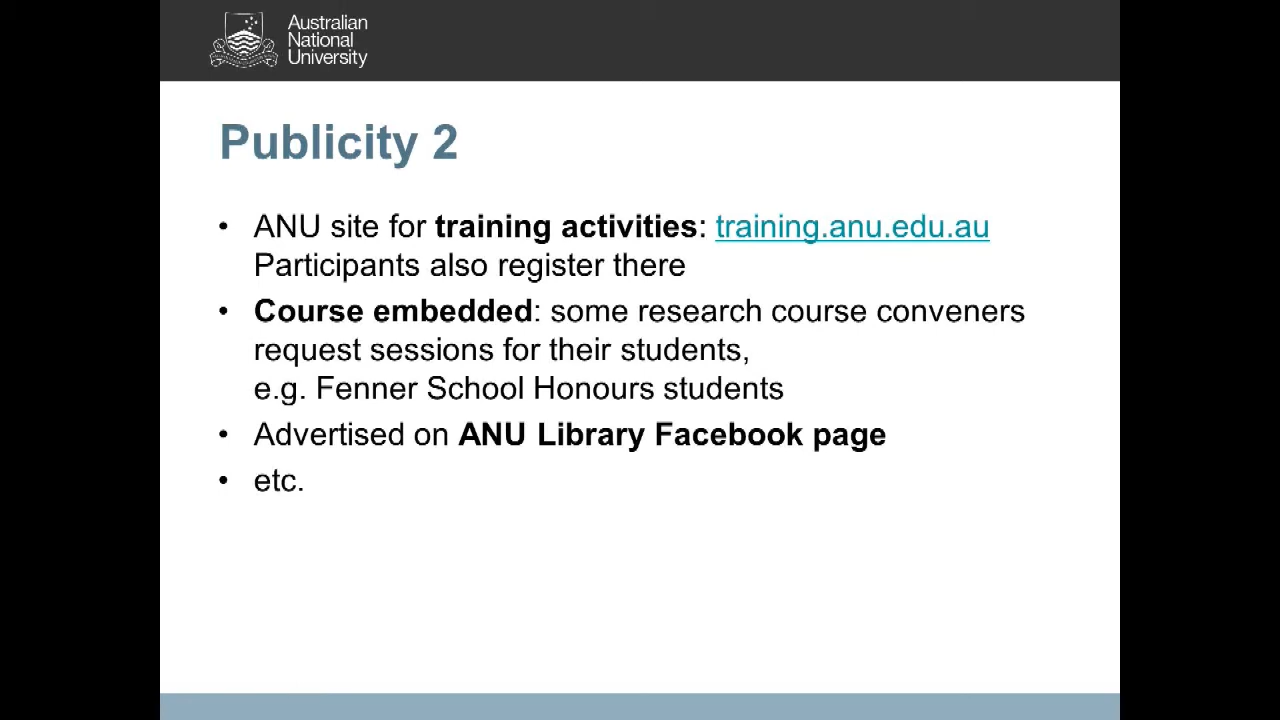 Australian
National
University
Publicity 2
• ANU site for training activities: training.anu.edu.au
Participants also register there
• Course embedded: some research course conveners
request sessions for their students,
e.g. Fenner School Honours students
• Advertised on ANU Library Facebook page
• etc.